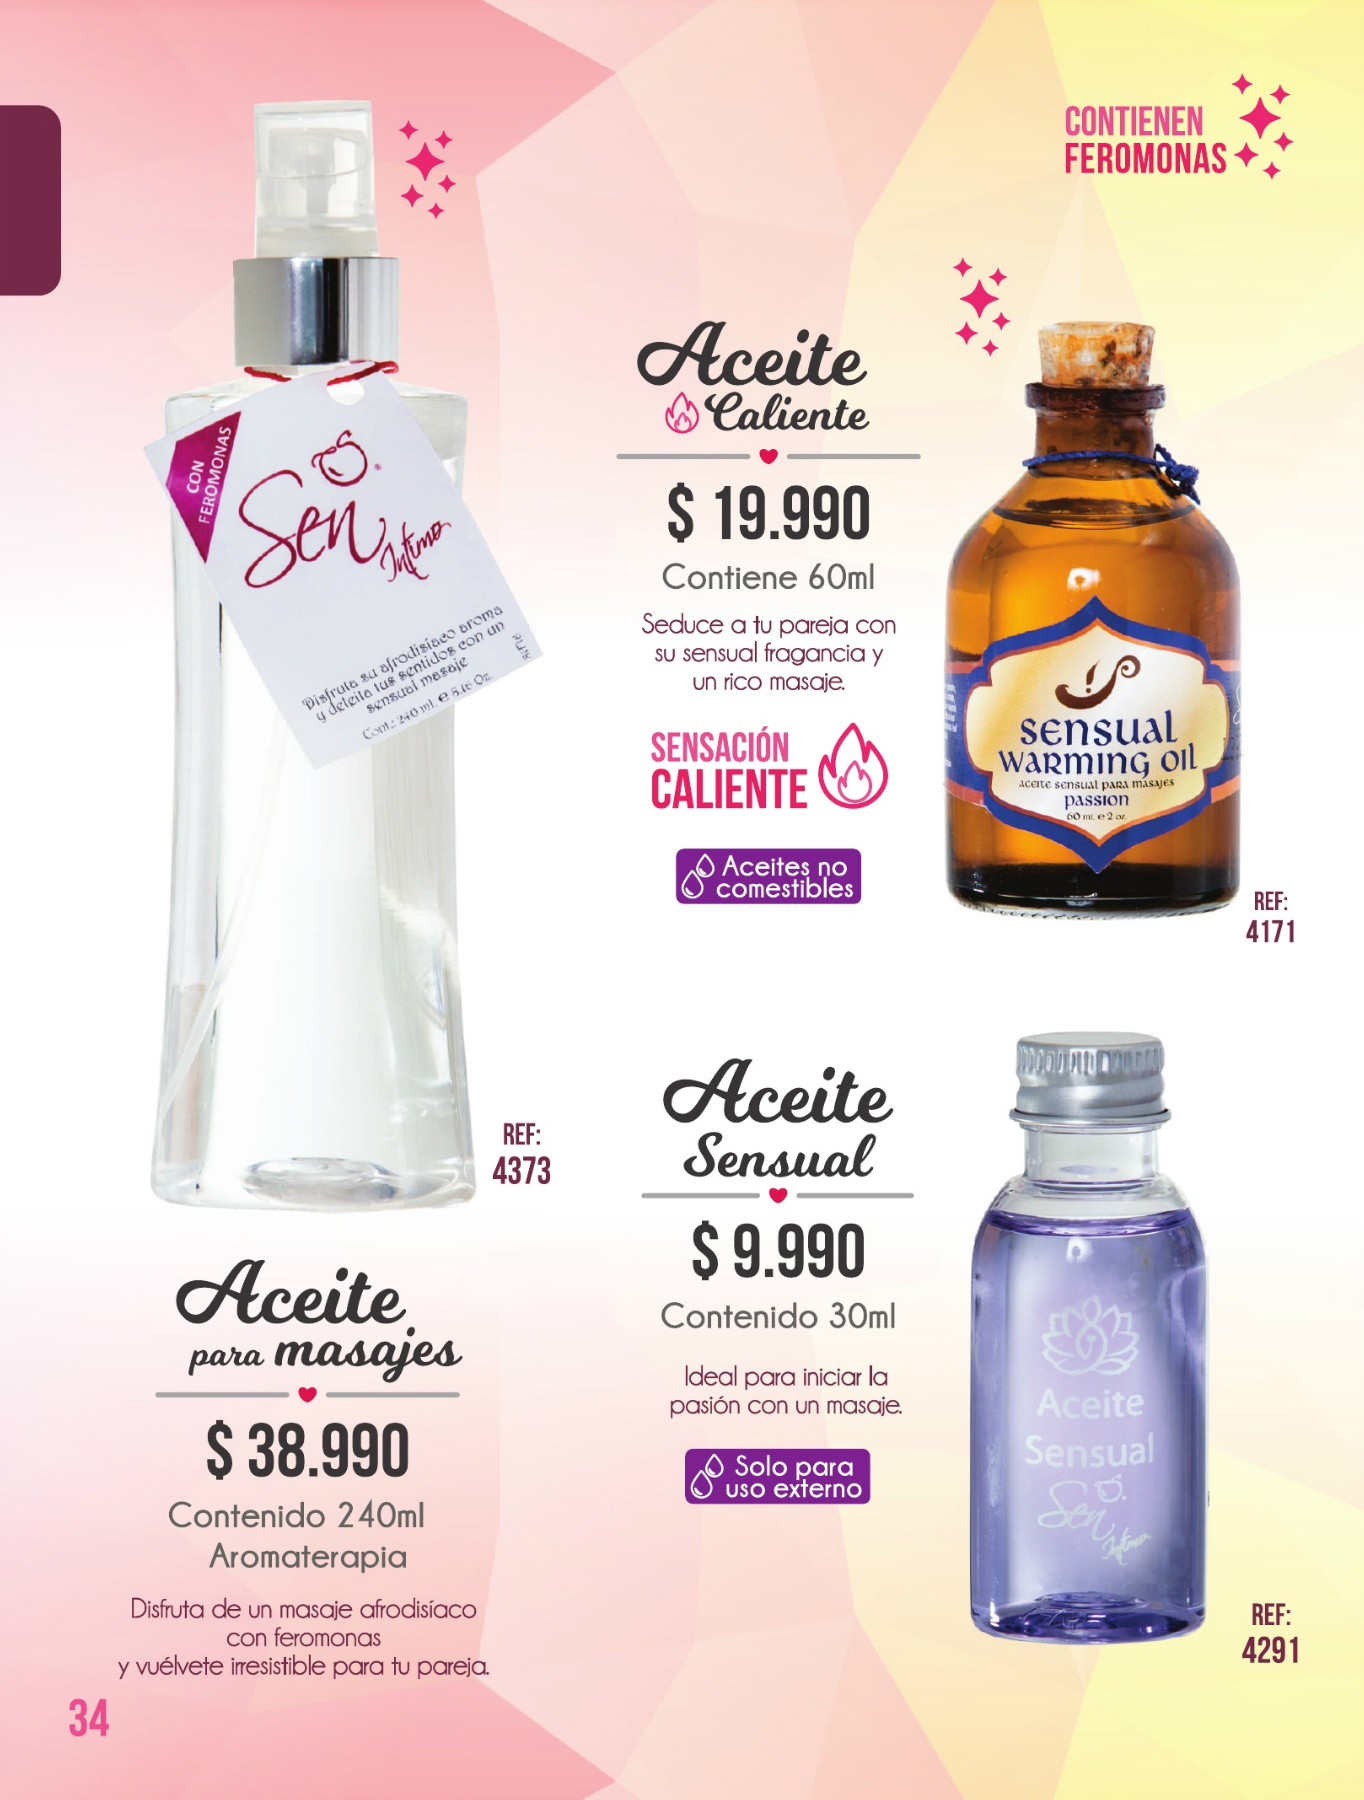 CONTIENEN
FEROMONAS
CON
FEROMONAS
Sen
Intimo
Disfruta su afrodisíaco aroma
y deleita tus sentidos con un
sensual masaje
Cont.: 240 ml. e 8.16 Oz.
REF:
4373
Aceite
para masajes
$ 38.990
Contenido 240ml
Aromaterapia
Disfruta de un masaje afrodisíaco
con feromonas
y vuélvete irresistible para tu pareja.
Aceite
Caliente
$ 19.990
Contiene 60ml
Seduce a tu pareja con
su sensual fragancia y
un rico masaje.
SENSACIÓN
CALIENTE
Aceites no
comestibles
SENSUAL
WARMING OIL
ACEITE SENSUAL PARA MASAJES
PASSION
60 ml. e 2 oz.
REF:
4171
Aceite
Sensual
$ 9.990
Contenido 30ml
Ideal para iniciar la
pasión con un masaje.
Solo para
uso externo
Aceite
Sensual
Sen
Intimo
REF:
4291
34